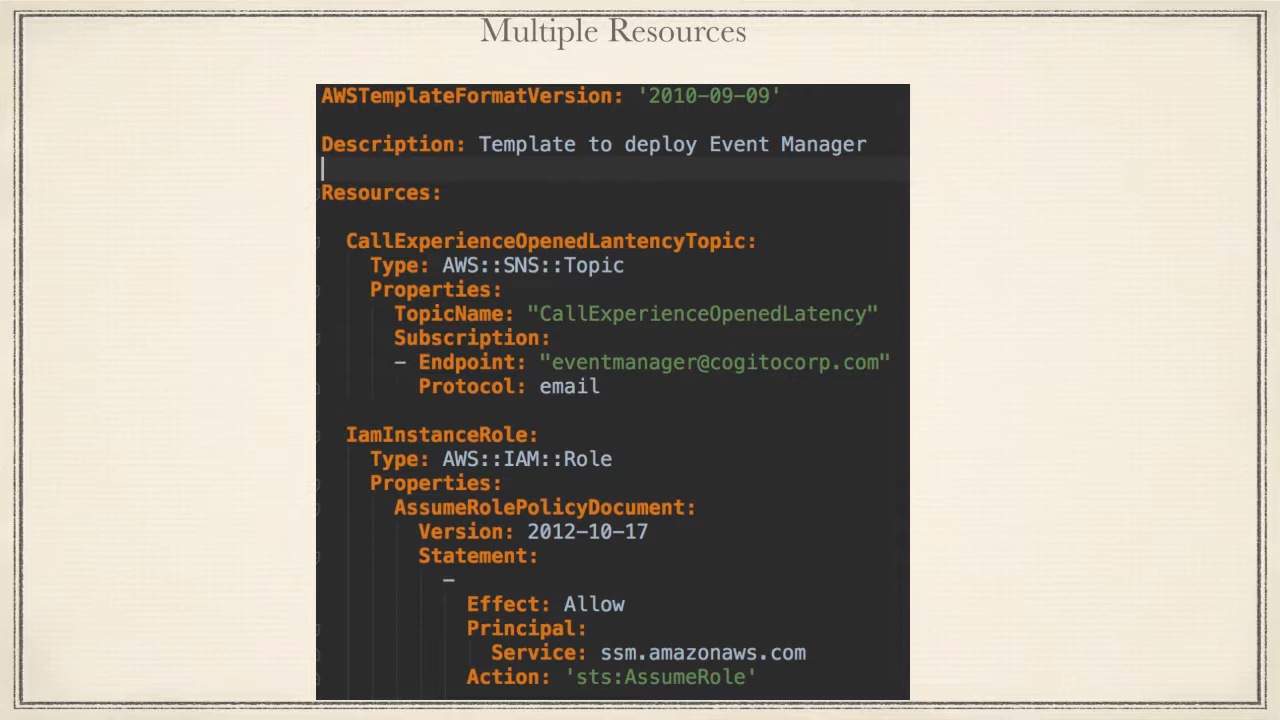 Multiple Resources
AWSTemplateFormatVersion: '2010-09-09'
Description: Template to deploy Event Manager
Resources:
CallExperienceOpenedLantencyTopic:
Type: AWS::SNS::Topic
Properties:
TopicName: "CallExperienceOpenedLatency"
Subscription:
- Endpoint: "eventmanager@cogitocorp.com"
Protocol: email
IamInstanceRole:
Type: AWS::IAM::Role
Properties:
AssumeRolePolicyDocument:
Version: 2012-10-17
Statement:
-
Effect: Allow
Principal:
Service: ssm.amazonaws.com
Action: 'sts:AssumeRole'